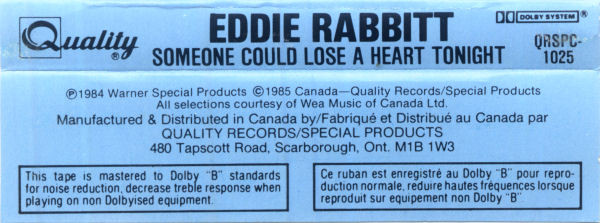 Quality®
EDDIE RABBITT
SOMEONE COULD LOSE A HEART TONIGHT
DOLBY SYSTEM®
QRSPC-
1025
℗1984 Warner Special Products ©1985 Canada—Quality Records/Special Products
All selections courtesy of Wea Music of Canada Ltd.
Manufactured & Distributed in Canada by/Fabriqué et Distribué au Canada par
QUALITY RECORDS/SPECIAL PRODUCTS
480 Tapscott Road, Scarborough, Ont. M1B 1W3
This tape is mastered to Dolby "B" standards
for noise reduction, decrease treble response when
playing on non Dolbyised equipment.
Ce ruban est enregistré au Dolby "B" pour repro-
duction normale, reduire hautes fréquences lorsque
reproduit sur equipement non Dolby "B"